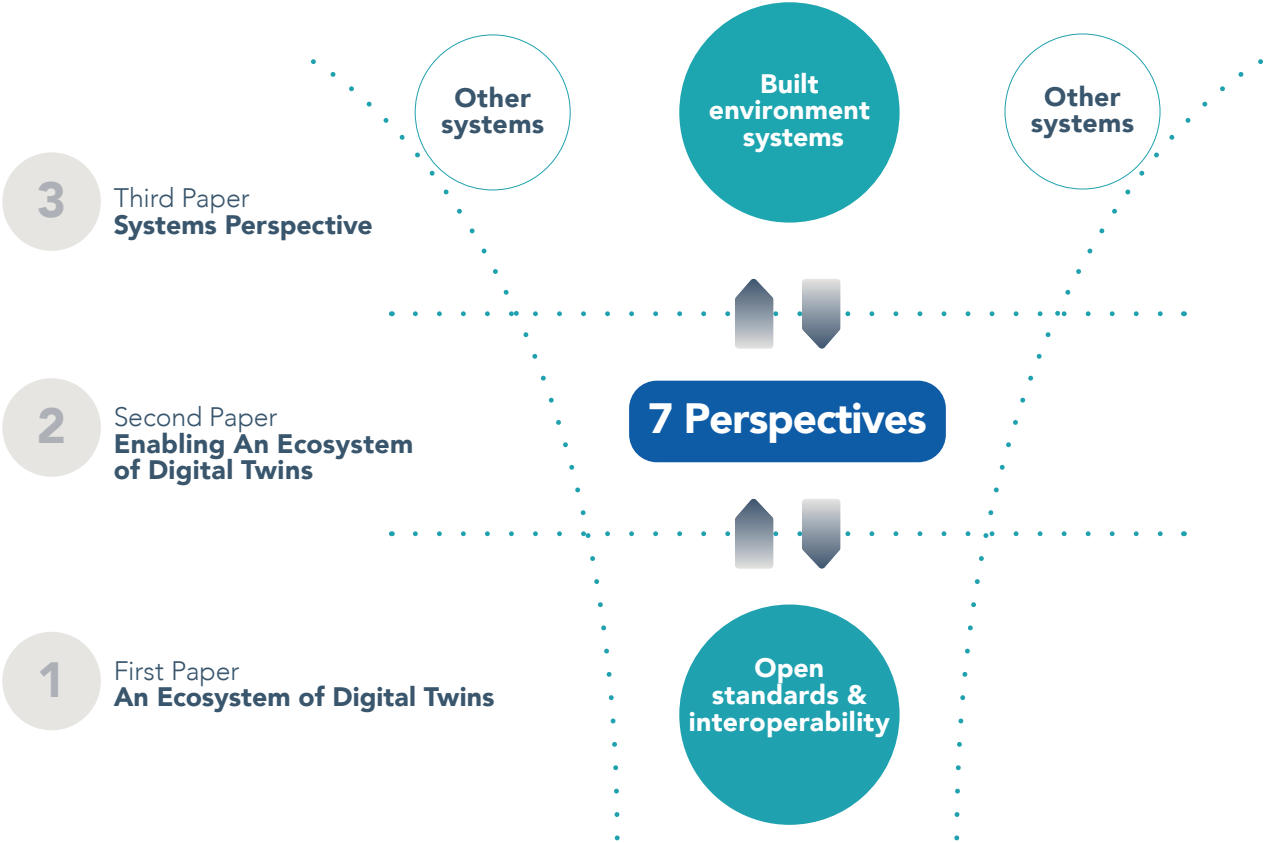 Other
systems
Built
environment
systems
Other
systems
3
Third Paper
Systems Perspective
2
Second Paper
Enabling An Ecosystem
of Digital Twins
7 Perspectives
1
First Paper
An Ecosystem of Digital Twins
Open
standards &
interoperability